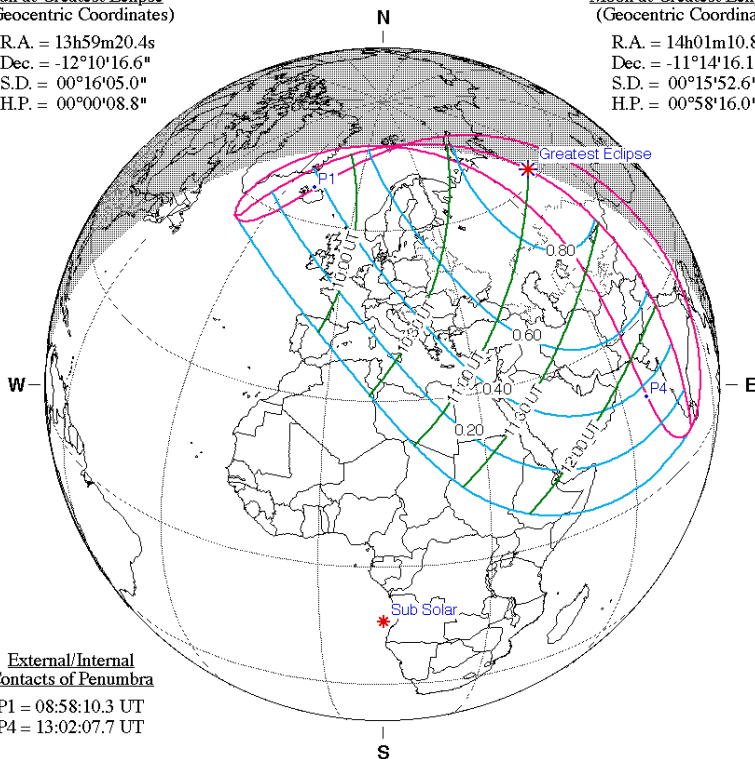 (Geocentric Coordinates)
R.A. = 13h59m20.4s
Dec. = -12°10'16.6"
S.D. = 00°16'05.0"
H.P. = 00°00'08.8"
N
(Geocentric Coordina
R.A. = 14h01m10.8
Dec. = -11°14'16.1
S.D. = 00°15'52.6"
H.P. = 00°58'16.0"
Greatest Eclipse
P1
0.80
10:00 UT
10:30 UT
0.60
11:00 UT
W
E
0.40
P4
11:30 UT
0.20
12:00 UT
Sub Solar
External/Internal
Contacts of Penumbra
P1 = 08:58:10.3 UT
P4 = 13:02:07.7 UT
S